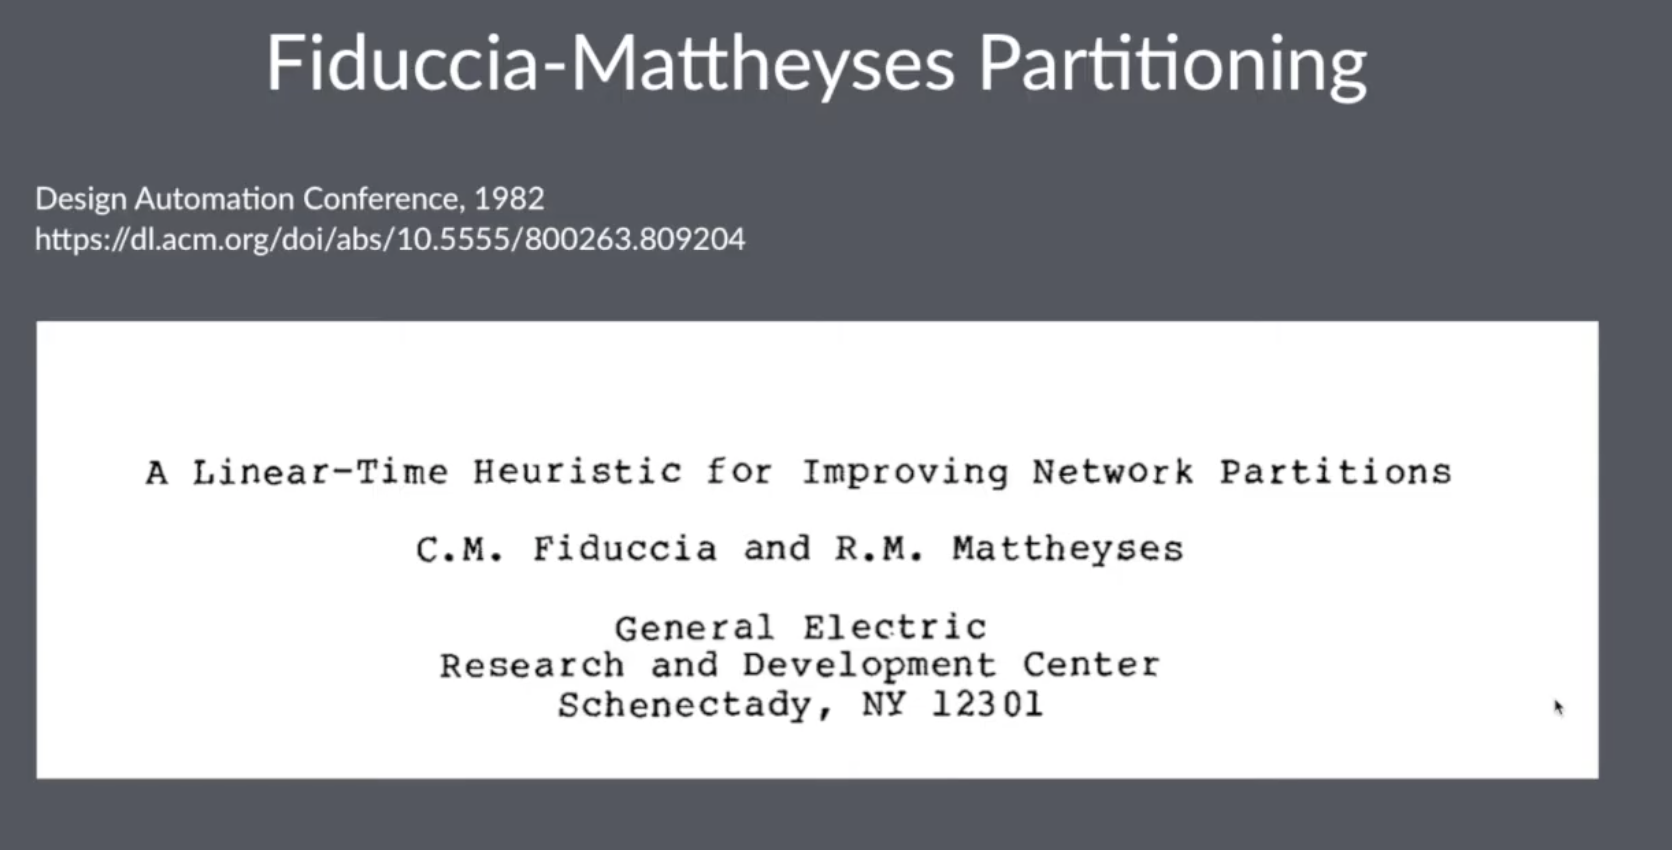 Fiduccia-Mattheyses Partitioning
Design Automation Conference, 1982
https://dl.acm.org/doi/abs/10.5555/800263.809204
A Linear-Time Heuristic for Improving Network Partitions
C.M. Fiduccia and R.M. Mattheyses
General Electric
Research and Development Center
Schenectady, NY 12301